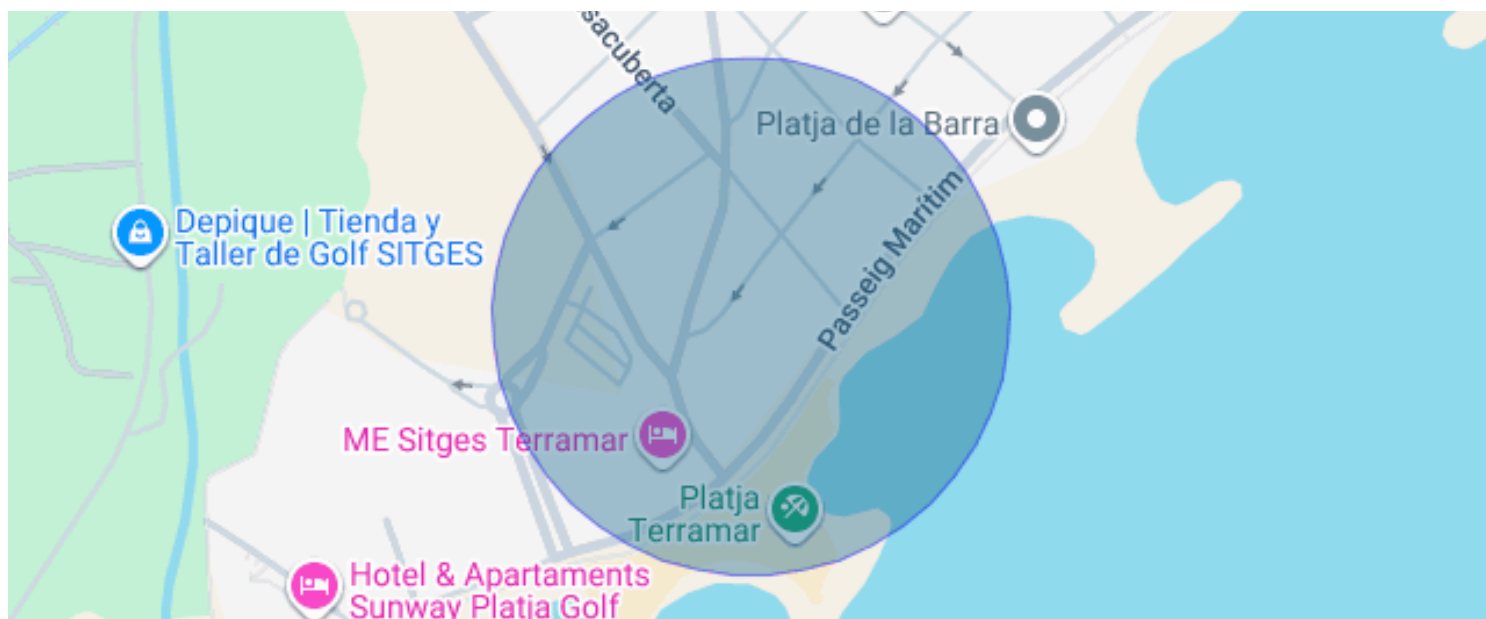 sacuberta
Platja de la Barra
Passeig Marítim
Depique | Tienda y
Taller de Golf SITGES
ME Sitges Terramar
Platja
Terramar
Hotel & Apartaments
Sunway Platja Golf